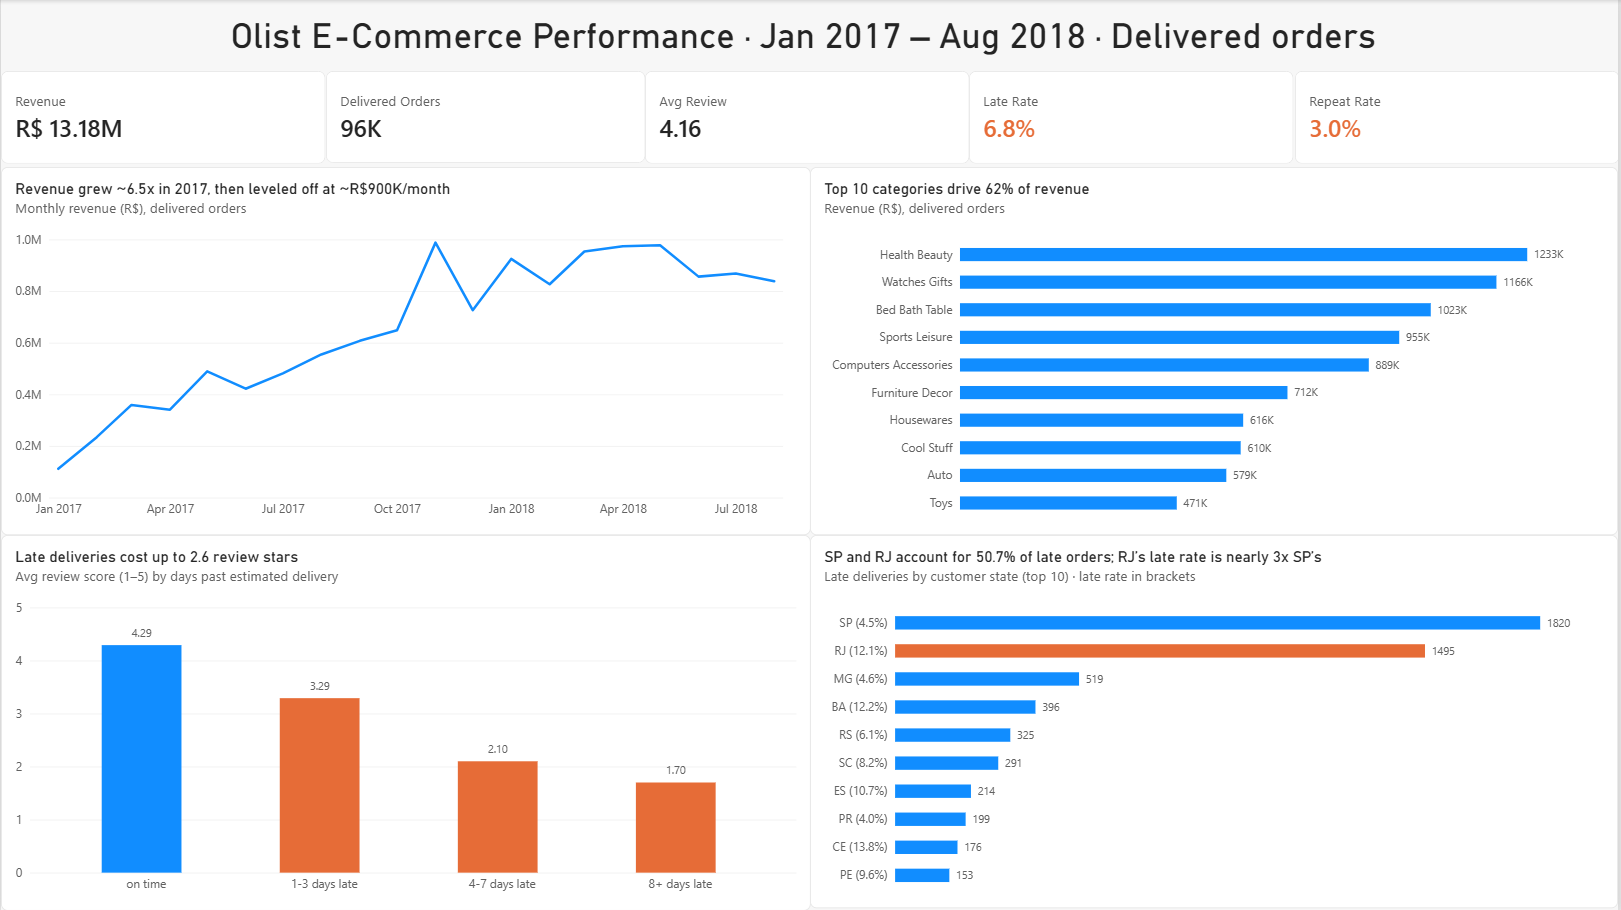 Olist E-Commerce Performance · Jan 2017 – Aug 2018 · Delivered orders
Revenue
R$ 13.18M
Delivered Orders
96K
Avg Review
4.16
Late Rate
6.8%
Repeat Rate
3.0%
Revenue grew ~6.5x in 2017, then leveled off at ~R$900K/month
Monthly revenue (R$), delivered orders
1.0M
0.8M
0.6M
0.4M
0.2M
0.0M
Jan 2017 Apr 2017 Jul 2017 Oct 2017 Jan 2018 Apr 2018 Jul 2018
Top 10 categories drive 62% of revenue
Revenue (R$), delivered orders
Health Beauty 1233K
Watches Gifts 1166K
Bed Bath Table 1023K
Sports Leisure 955K
Computers Accessories 889K
Furniture Decor 712K
Housewares 616K
Cool Stuff 610K
Auto 579K
Toys 471K
Late deliveries cost up to 2.6 review stars
Avg review score (1–5) by days past estimated delivery
5
4
3
2
1
0
4.29
3.29
2.10
1.70
on time 1-3 days late 4-7 days late 8+ days late
SP and RJ account for 50.7% of late orders; RJ’s late rate is nearly 3x SP’s
Late deliveries by customer state (top 10) · late rate in brackets
SP (4.5%) 1820
RJ (12.1%) 1495
MG (4.6%) 519
BA (12.2%) 396
RS (6.1%) 325
SC (8.2%) 291
ES (10.7%) 214
PR (4.0%) 199
CE (13.8%) 176
PE (9.6%) 153